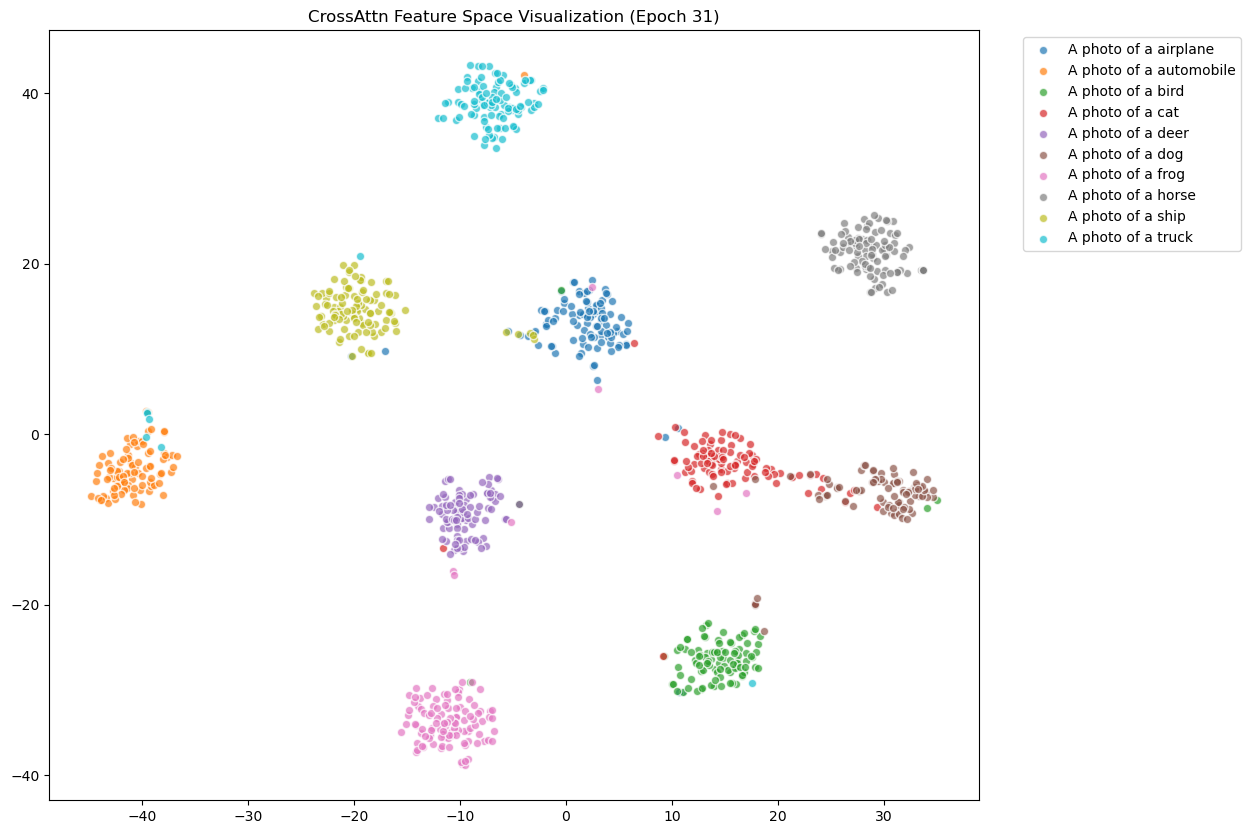 CrossAttn Feature Space Visualization (Epoch 31)
A photo of a airplane
A photo of a automobile
A photo of a bird
A photo of a cat
A photo of a deer
A photo of a dog
A photo of a frog
A photo of a horse
A photo of a ship
A photo of a truck
40
20
0
−20
−40
−40 −30 −20 −10 0 10 20 30